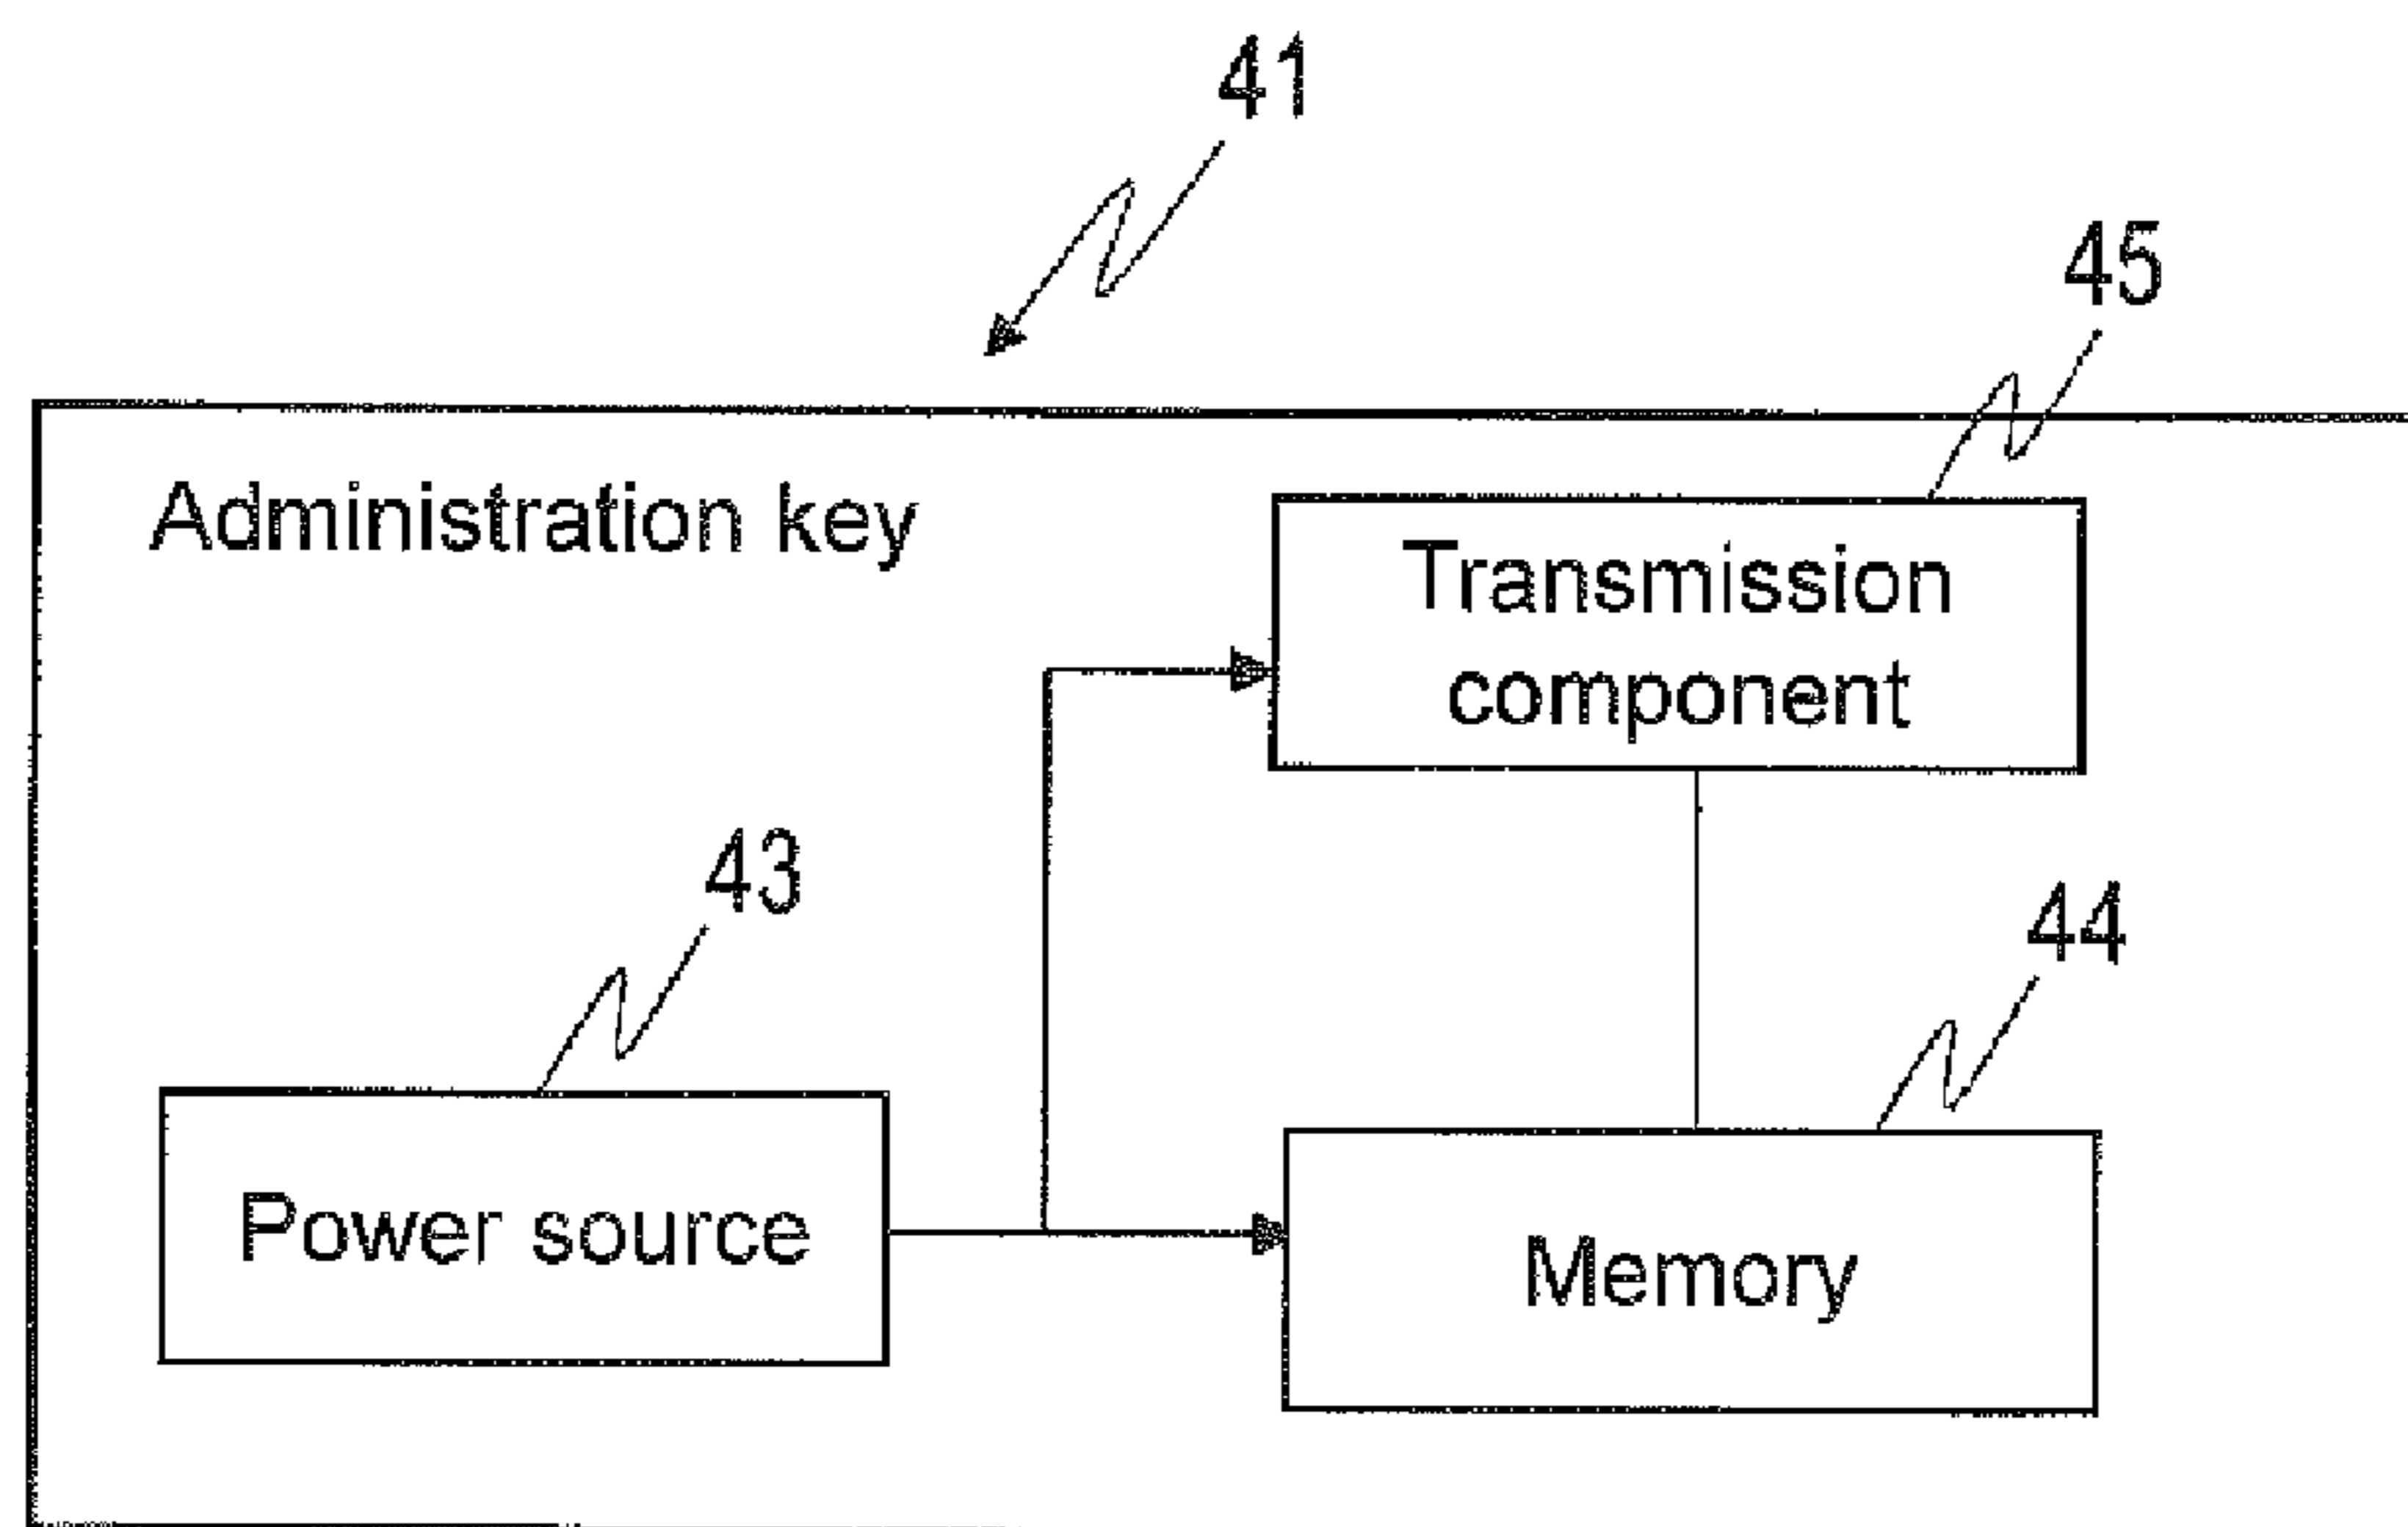 41
45
Administration key
Transmission
component
43
44
Power source
Memory